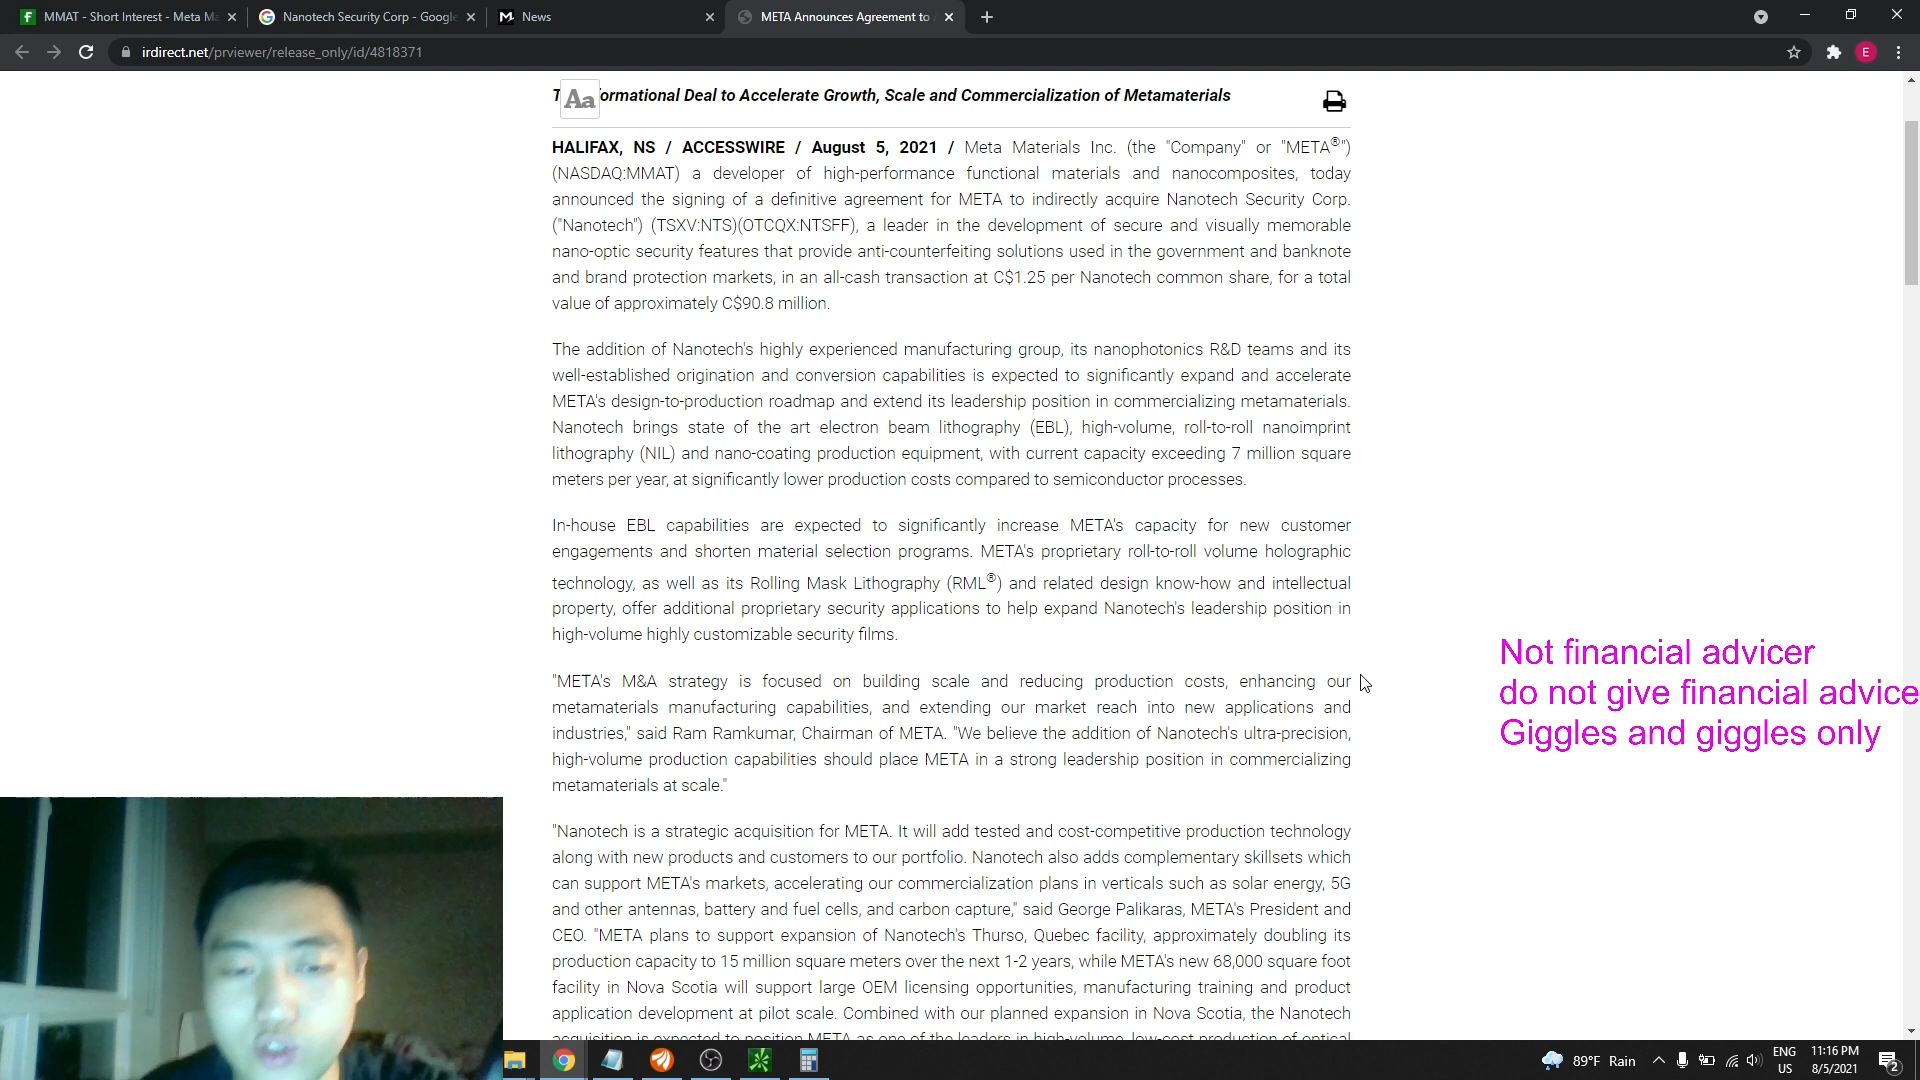 MMAT - Short Interest - Meta Ma
Nanotech Security Corp - Google
News
META Announces Agreement to
irdirect.net/prviewer/release_only/id/4818371
E
Aa
ormational Deal to Accelerate Growth, Scale and Commercialization of Metamaterials
HALIFAX, NS / ACCESSWIRE / August 5, 2021 / Meta Materials Inc. (the "Company" or "META®")
(NASDAQ:MMAT) a developer of high-performance functional materials and nanocomposites, today
announced the signing of a definitive agreement for META to indirectly acquire Nanotech Security Corp.
("Nanotech") (TSXV:NTS)(OTCQX:NTSFF), a leader in the development of secure and visually memorable
nano-optic security features that provide anti-counterfeiting solutions used in the government and banknote
and brand protection markets, in an all-cash transaction at C$1.25 per Nanotech common share, for a total
value of approximately C$90.8 million.
The addition of Nanotech's highly experienced manufacturing group, its nanophotonics R&D teams and its
well-established origination and conversion capabilities is expected to significantly expand and accelerate
META's design-to-production roadmap and extend its leadership position in commercializing metamaterials.
Nanotech brings state of the art electron beam lithography (EBL), high-volume, roll-to-roll nanoimprint
lithography (NIL) and nano-coating production equipment, with current capacity exceeding 7 million square
meters per year, at significantly lower production costs compared to semiconductor processes.
In-house EBL capabilities are expected to significantly increase META's capacity for new customer
engagements and shorten material selection programs. META's proprietary roll-to-roll volume holographic
technology, as well as its Rolling Mask Lithography (RML®) and related design know-how and intellectual
property, offer additional proprietary security applications to help expand Nanotech's leadership position in
high-volume highly customizable security films.
"META's M&A strategy is focused on building scale and reducing production costs, enhancing our
metamaterials manufacturing capabilities, and extending our market reach into new applications and
industries," said Ram Ramkumar, Chairman of META. "We believe the addition of Nanotech's ultra-precision,
high-volume production capabilities should place META in a strong leadership position in commercializing
metamaterials at scale."
"Nanotech is a strategic acquisition for META. It will add tested and cost-competitive production technology
along with new products and customers to our portfolio. Nanotech also adds complementary skillsets which
can support META's markets, accelerating our commercialization plans in verticals such as solar energy, 5G
and other antennas, battery and fuel cells, and carbon capture," said George Palikaras, META's President and
CEO. "META plans to support expansion of Nanotech's Thurso, Quebec facility, approximately doubling its
production capacity to 15 million square meters over the next 1-2 years, while META's new 68,000 square foot
facility in Nova Scotia will support large OEM licensing opportunities, manufacturing training and product
application development at pilot scale. Combined with our planned expansion in Nova Scotia, the Nanotech
acquisition is expected to position META as one of the leaders in high-volume, low-cost production of optical
Not financial advicer
do not give financial advice
Giggles and giggles only
89°F Rain
ENG
US
11:16 PM
8/5/2021
2